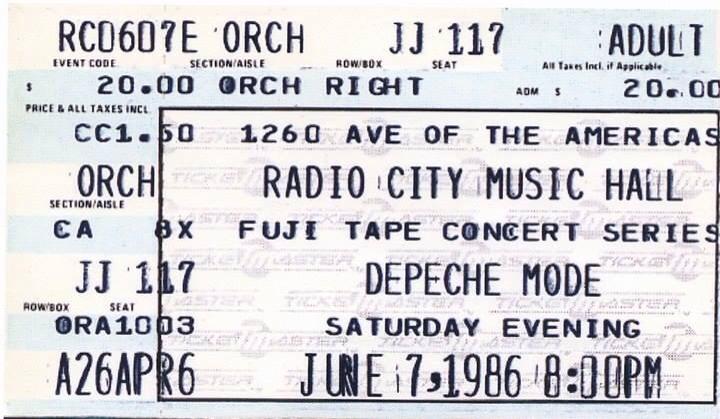 RC0607E ORCH JJ 117 ADULT
EVENT CODE SECTION/AISLE ROW/BOX SEAT All Taxes Incl. if Applicable
$ 20.00 ORCH RIGHT ADM $ 20.00
PRICE & ALL TAXES INCL.
CC1.50 1260 AVE OF THE AMERICAS
ORCH RADIO CITY MUSIC HALL
SECTION/AISLE
CA 8X FUJI TAPE CONCERT SERIES
JJ 117 DEPECHE MODE
ROW/BOX SEAT
ORA1003 SATURDAY EVENING
A26APR6 JUNE 7,1986 8:00PM